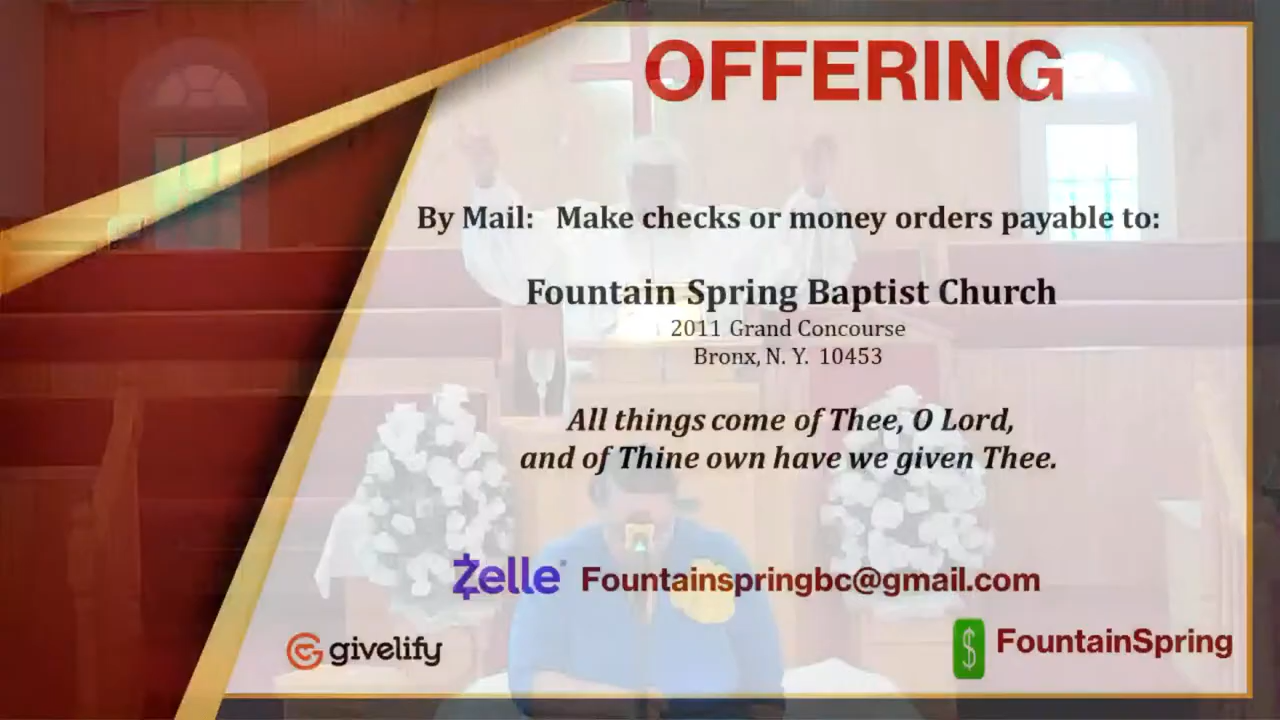 OFFERING
By Mail: Make checks or money orders payable to:
Fountain Spring Baptist Church
2011 Grand Concourse
Bronx, N. Y. 10453
All things come of Thee, O Lord,
and of Thine own have we given Thee.
Zelle Fountainspringbc@gmail.com
givelify
$ FountainSpring